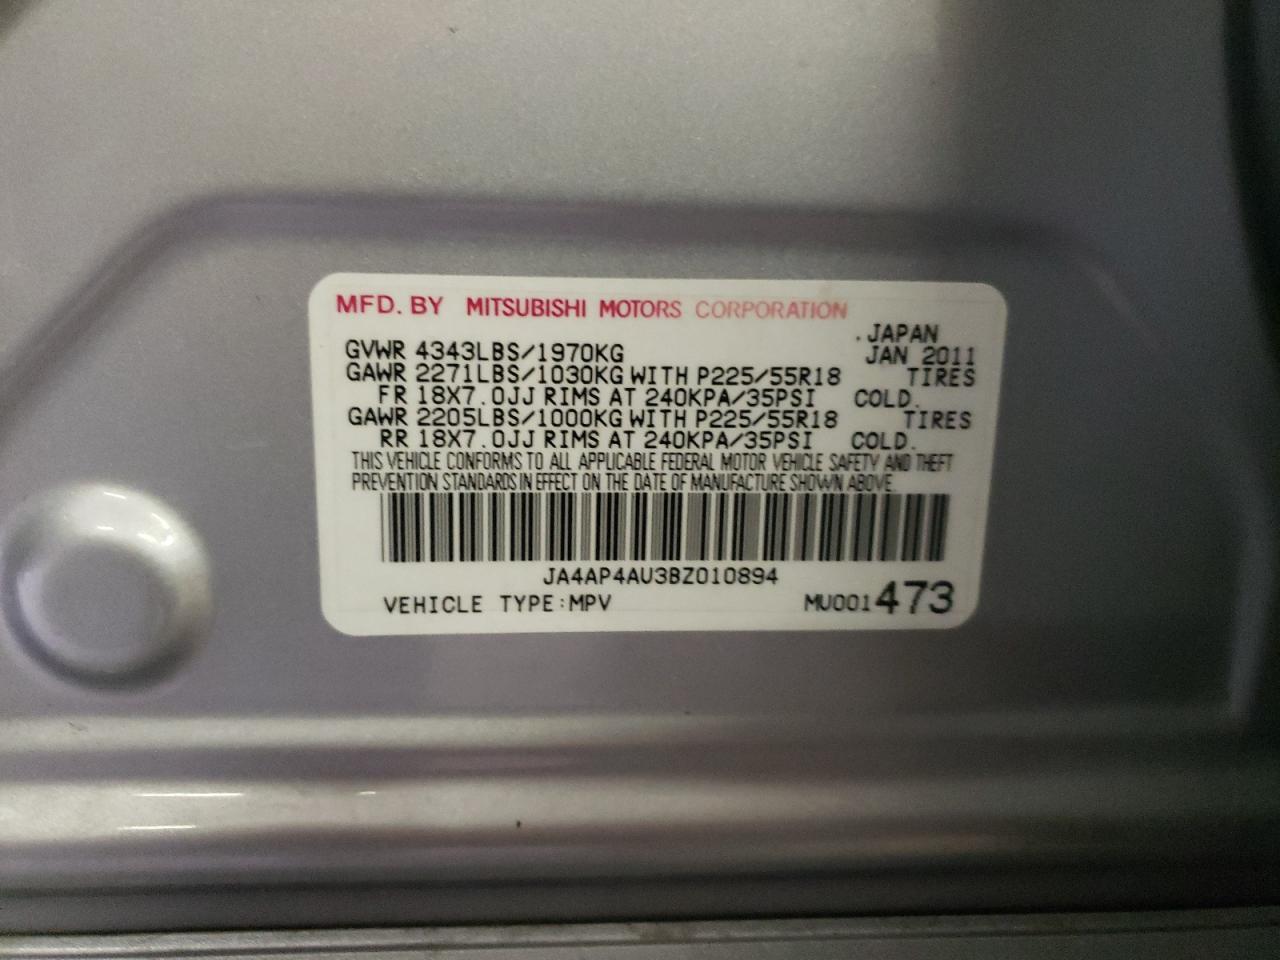 MFD. BY MITSUBISHI MOTORS CORPORATION
.JAPAN
GVWR 4343LBS/1970KG JAN 2011
GAWR 2271LBS/1030KG WITH P225/55R18 TIRES
FR 18X7.0JJ RIMS AT 240KPA/35PSI COLD.
GAWR 2205LBS/1000KG WITH P225/55R18 TIRES
RR 18X7.0JJ RIMS AT 240KPA/35PSI COLD.
THIS VEHICLE CONFORMS TO ALL APPLICABLE FEDERAL MOTOR VEHICLE SAFETY AND THEFT
PREVENTION STANDARDS IN EFFECT ON THE DATE OF MANUFACTURE SHOWN ABOVE.
JA4AP4AU3BZ010894
VEHICLE TYPE:MPV MU001473